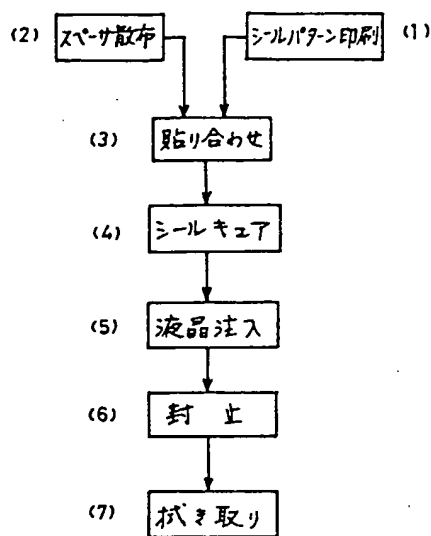 (2) スペーサ散布 シールパターン印刷 (1)
(3) 貼り合わせ
(4) シールキュア
(5) 液晶注入
(6) 封止
(7) 拭き取り